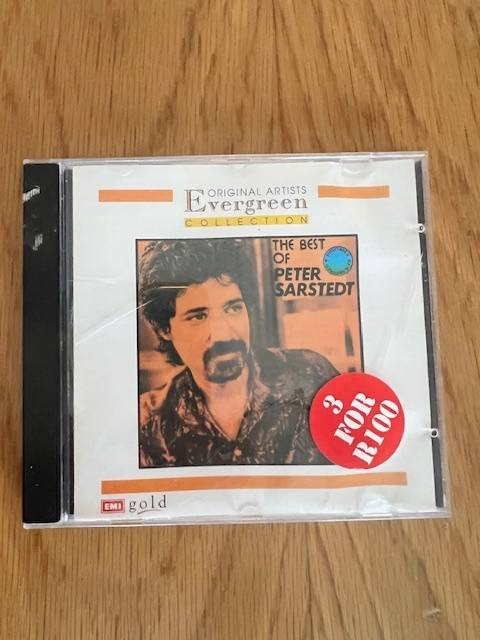 ORIGINAL ARTISTS
Evergreen
COLLECTION
THE BEST
OF
PETER
SARSTEDT
3
FOR
R100
EMI gold